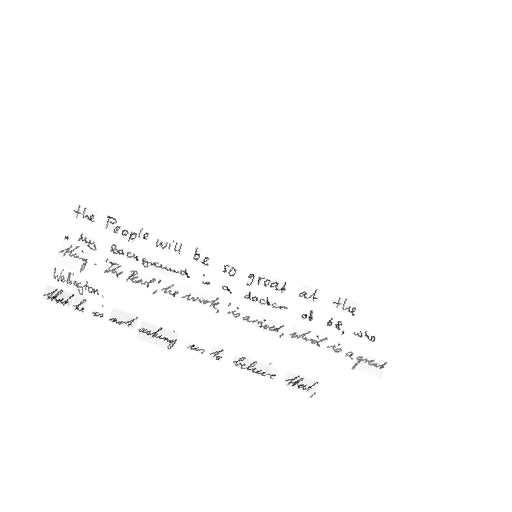 the People will be so great at the
" my Background is a doctor of 68, who
thing. "The Hunt", he wrote, "is arrived, which is a great
Wellington:
that he is not asking us to believe that,